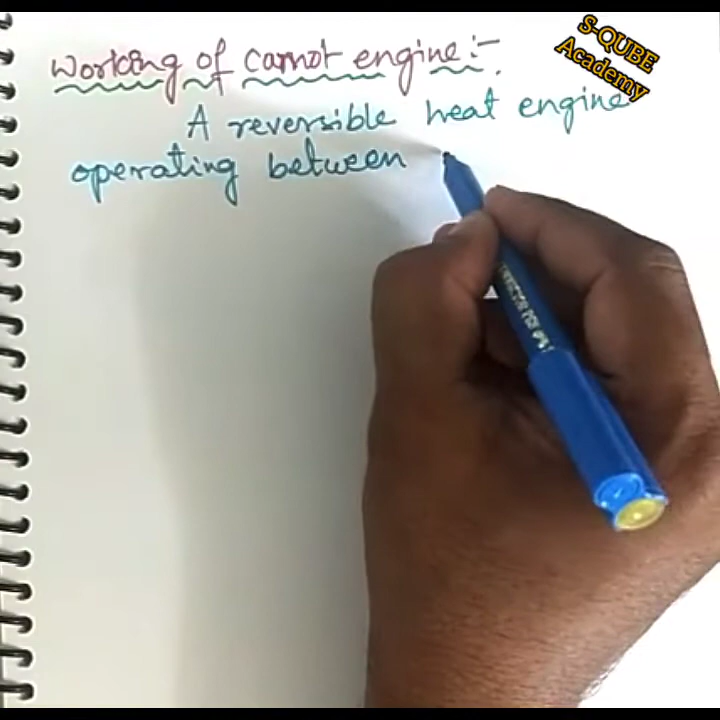 Working of carnot engine:-
A reversible heat engine
operating between
S-QUBE
Academy